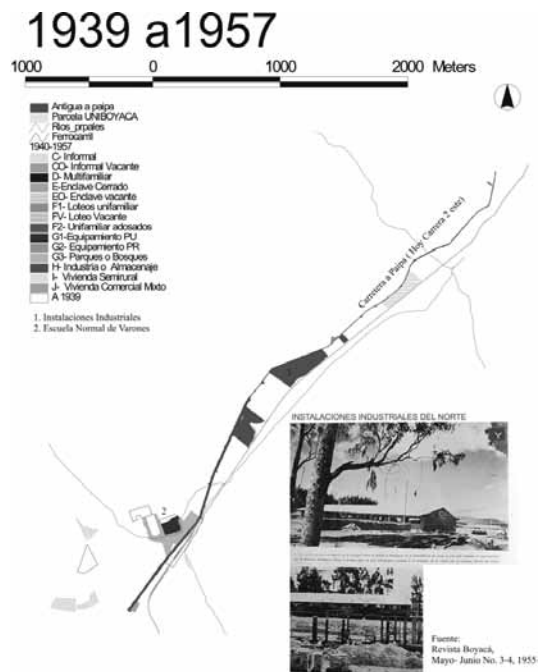 1939 a1957
1000 0 1000 2000 Meters
Antigua a paipa
Parcela UNIBOYACA
Rios_prpales
Ferrocarril
1940-1957
C- Informal
CO- Informal Vacante
D- Multifamiliar
E-Enclave Cerrado
EO- Enclave vacante
F1- Loteos unifamiliar
FV- Loteo Vacante
F2- Unifamiliar adosados
G1-Equipamiento PU
G2- Equipamiento PR
G3- Parques o Bosques
H- Industria o Almacenaje
I- Vivienda Semirural
J- Vivienda Comercial Mixto
A 1939
1. Instalaciones Industriales
2. Escuela Normal de Varones
Carretera a Paipa ( Hoy Carrera 2 este)
1
2
INSTALACIONES INDUSTRIALES DEL NORTE
Fuente:
Revista Boyacá,
Mayo- Junio No. 3-4, 1955